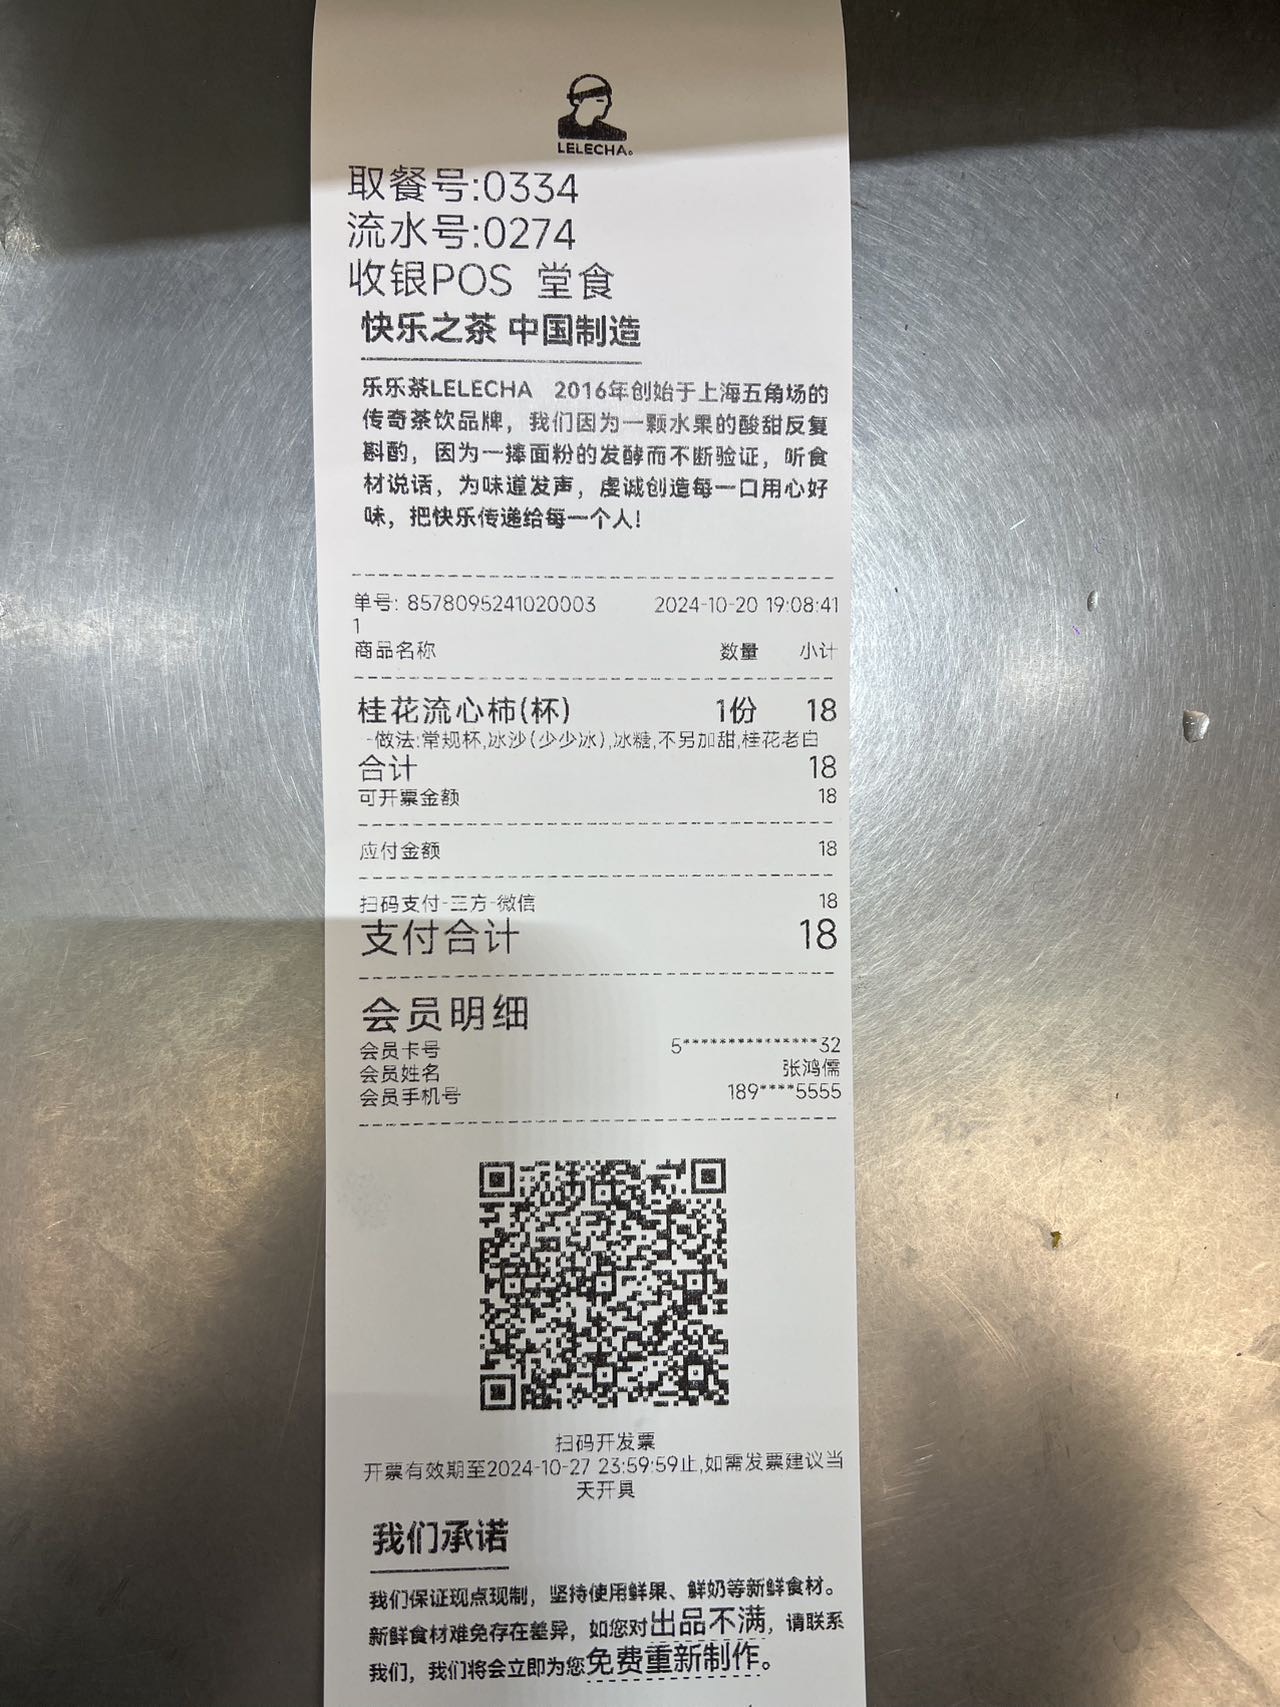 LELECHA
取餐号:0334
流水号:0274
收银POS 堂食
快乐之茶 中国制造
乐乐茶LELECHA 2016年创始于上海五角场的
传奇茶饮品牌，我们因为一颗水果的酸甜反复
斟酌，因为一捧面粉的发酵而不断验证，听食
材说话，为味道发声，虔诚创造每一口用心好
味，把快乐传递给每一个人!
单号: 8578095241020003 2024-10-20 19:08:41
1
商品名称 数量 小计
桂花流心柿(杯) 1份 18
-做法:常规杯,冰沙(少少冰),冰糖,不另加甜,桂花老白
合计 18
可开票金额 18
应付金额 18
扫码支付-三方-微信 18
支付合计 18
会员明细
会员卡号 5****************32
会员姓名 张鸿儒
会员手机号 189****5555
扫码开发票
开票有效期至2024-10-27 23:59:59止,如需发票建议当
天开具
我们承诺
我们保证现点现制，坚持使用鲜果、鲜奶等新鲜食材。
新鲜食材难免存在差异，如您对出品不满，请联系
我们，我们将会立即为您免费重新制作。